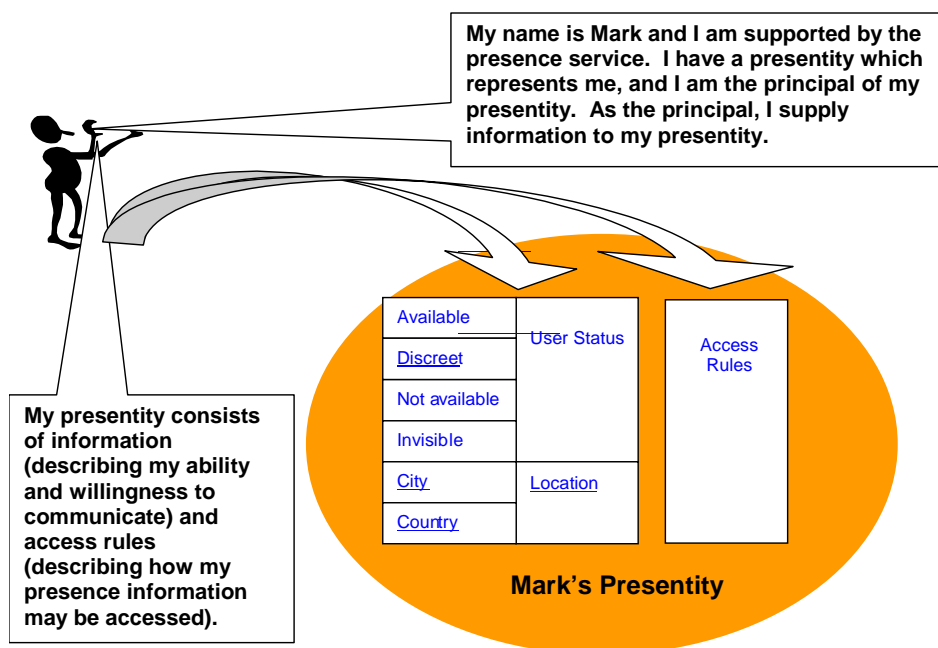 My name is Mark and I am supported by the
presence service.  I have a presentity which
represents me, and I am the principal of my
presentity.  As the principal, I supply
information to my presentity.
Available
User Status
Discreet
Not available
Invisible
City
Location
Country
Access
Rules
My presentity consists
of information
(describing my ability
and willingness to
communicate) and
access rules
(describing how my
presence information
may be accessed).
Mark's Presentity